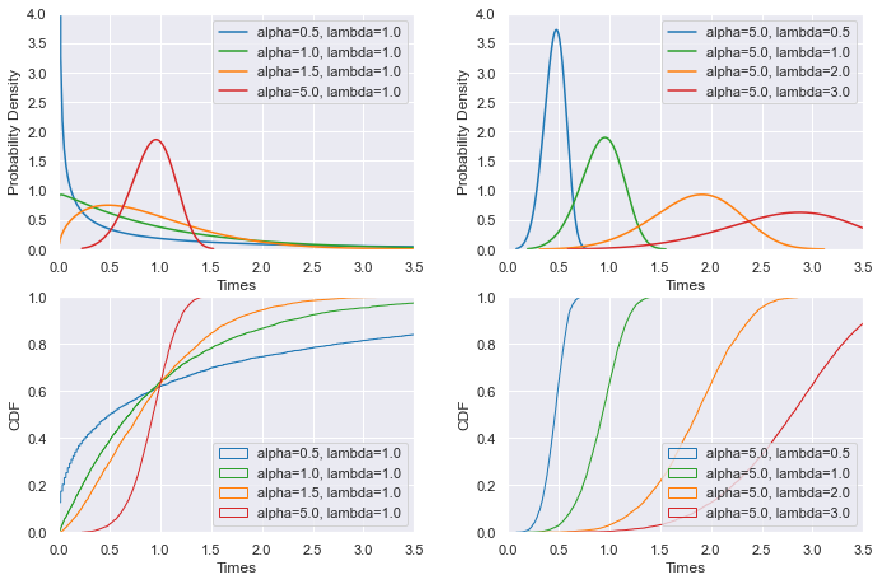 4.0
3.5
3.0
2.5
2.0
1.5
1.0
0.5
0.0
Probability Density
alpha=0.5, lambda=1.0
alpha=1.0, lambda=1.0
alpha=1.5, lambda=1.0
alpha=5.0, lambda=1.0
0.0 0.5 1.0 1.5 2.0 2.5 3.0 3.5
Times
4.0
3.5
3.0
2.5
2.0
1.5
1.0
0.5
0.0
Probability Density
alpha=5.0, lambda=0.5
alpha=5.0, lambda=1.0
alpha=5.0, lambda=2.0
alpha=5.0, lambda=3.0
0.0 0.5 1.0 1.5 2.0 2.5 3.0 3.5
Times
1.0
0.8
0.6
0.4
0.2
0.0
CDF
alpha=0.5, lambda=1.0
alpha=1.0, lambda=1.0
alpha=1.5, lambda=1.0
alpha=5.0, lambda=1.0
0.0 0.5 1.0 1.5 2.0 2.5 3.0 3.5
Times
1.0
0.8
0.6
0.4
0.2
0.0
CDF
alpha=5.0, lambda=0.5
alpha=5.0, lambda=1.0
alpha=5.0, lambda=2.0
alpha=5.0, lambda=3.0
0.0 0.5 1.0 1.5 2.0 2.5 3.0 3.5
Times